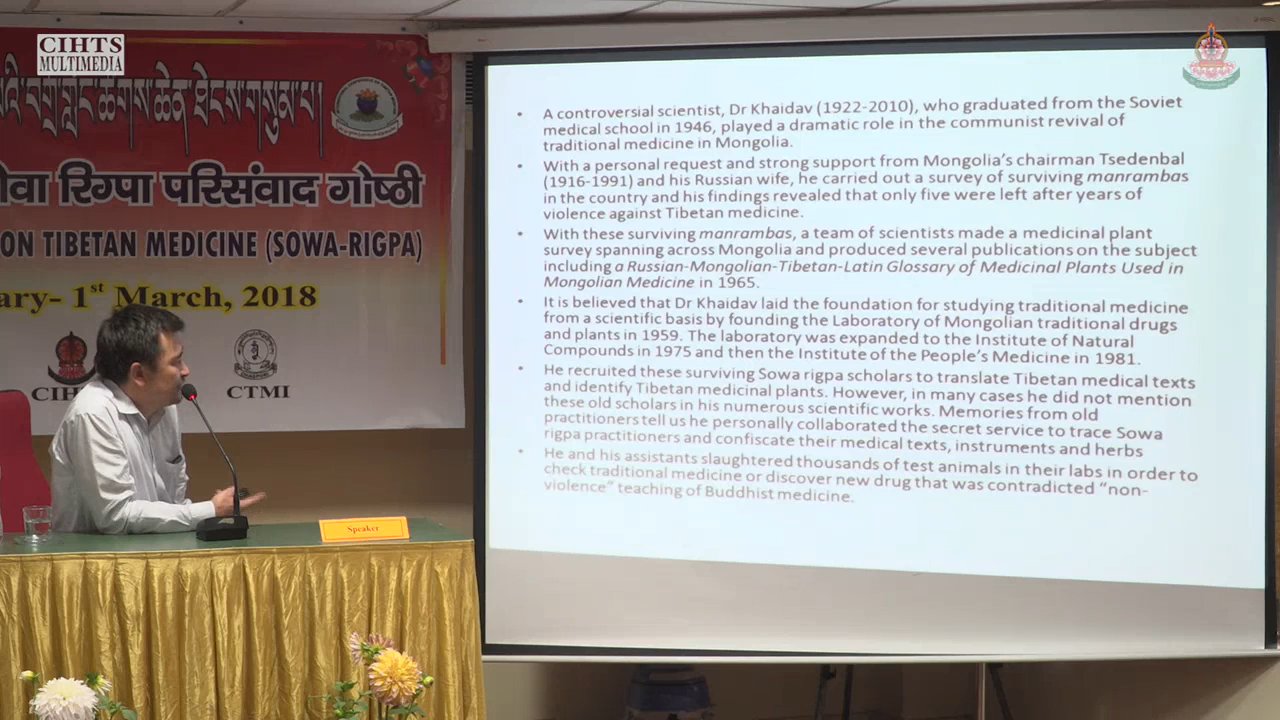 CIHTS
MULTIMEDIA
རིགས་གསུམ་པ།
ोवा रिग्पा परिसंवाद गोष्ठी
ON TIBETAN MEDICINE (SOWA-RIGPA)
ary- 1st March, 2018
CIH
CTMI
Speaker
• A controversial scientist, Dr Khaidav (1922-2010), who graduated from the Soviet
medical school in 1946, played a dramatic role in the communist revival of
traditional medicine in Mongolia.
• With a personal request and strong support from Mongolia's chairman Tsedenbal
(1916-1991) and his Russian wife, he carried out a survey of surviving manrambas
in the country and his findings revealed that only five were left after years of
violence against Tibetan medicine.
• With these surviving manrambas, a team of scientists made a medicinal plant
survey spanning across Mongolia and produced several publications on the subject
including a Russian-Mongolian-Tibetan-Latin Glossary of Medicinal Plants Used in
Mongolian Medicine in 1965.
• It is believed that Dr Khaidav laid the foundation for studying traditional medicine
from a scientific basis by founding the Laboratory of Mongolian traditional drugs
and plants in 1959. The laboratory was expanded to the Institute of Natural
Compounds in 1975 and then the Institute of the People's Medicine in 1981.
• He recruited these surviving Sowa rigpa scholars to translate Tibetan medical texts
and identify Tibetan medicinal plants. However, in many cases he did not mention
these old scholars in his numerous scientific works. Memories from old
practitioners tell us he personally collaborated the secret service to trace Sowa
rigpa practitioners and confiscate their medical texts, instruments and herbs
• He and his assistants slaughtered thousands of test animals in their labs in order to
check traditional medicine or discover new drug that was contradicted “non-
violence” teaching of Buddhist medicine.